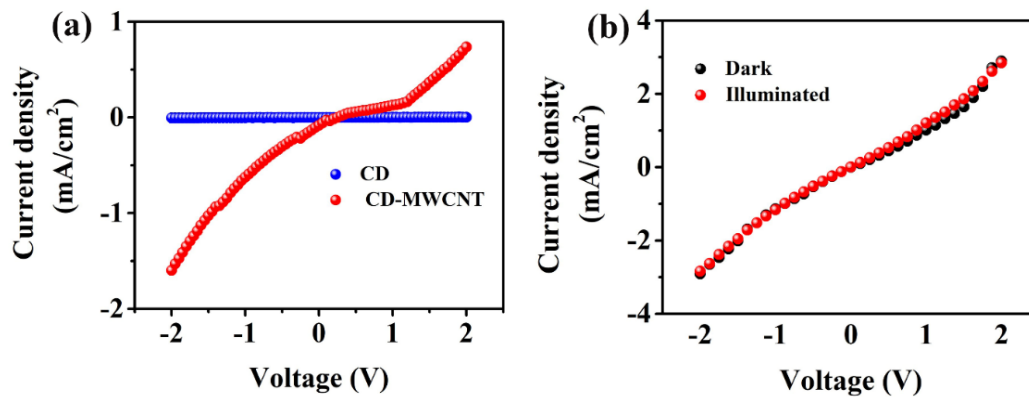 (a)
Current density
(mA/cm²)
1
0
-1
-2
CD
CD-MWCNT
-2
-1
0
1
2
Voltage (V)
(b)
Current density
(mA/cm²)
4
2
0
-2
-4
Dark
Illuminated
-2
-1
0
1
2
Voltage (V)